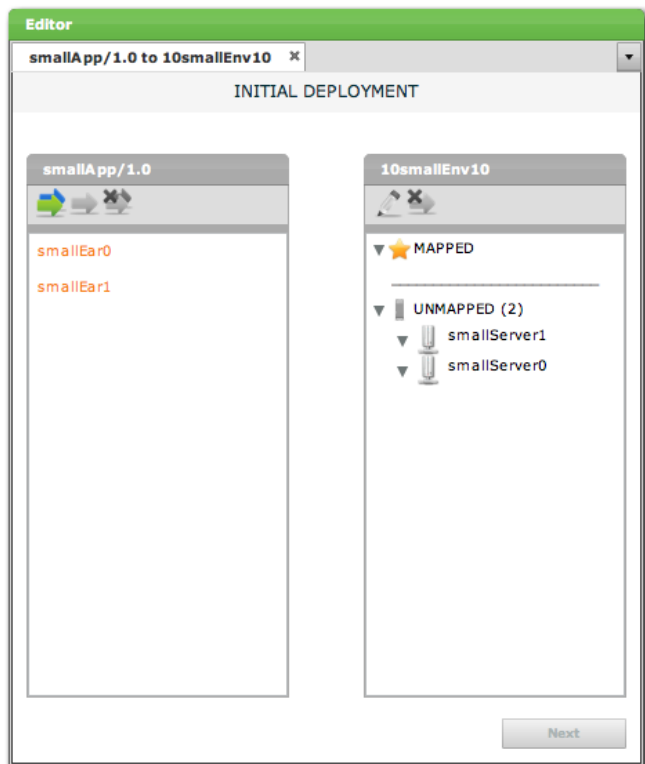 Editor
smallApp/1.0 to 10smallEnv10
INITIAL DEPLOYMENT
smallApp/1.0
smallEar0
smallEar1
10smallEnv10
MAPPED
UNMAPPED (2)
smallServer1
smallServer0
Next